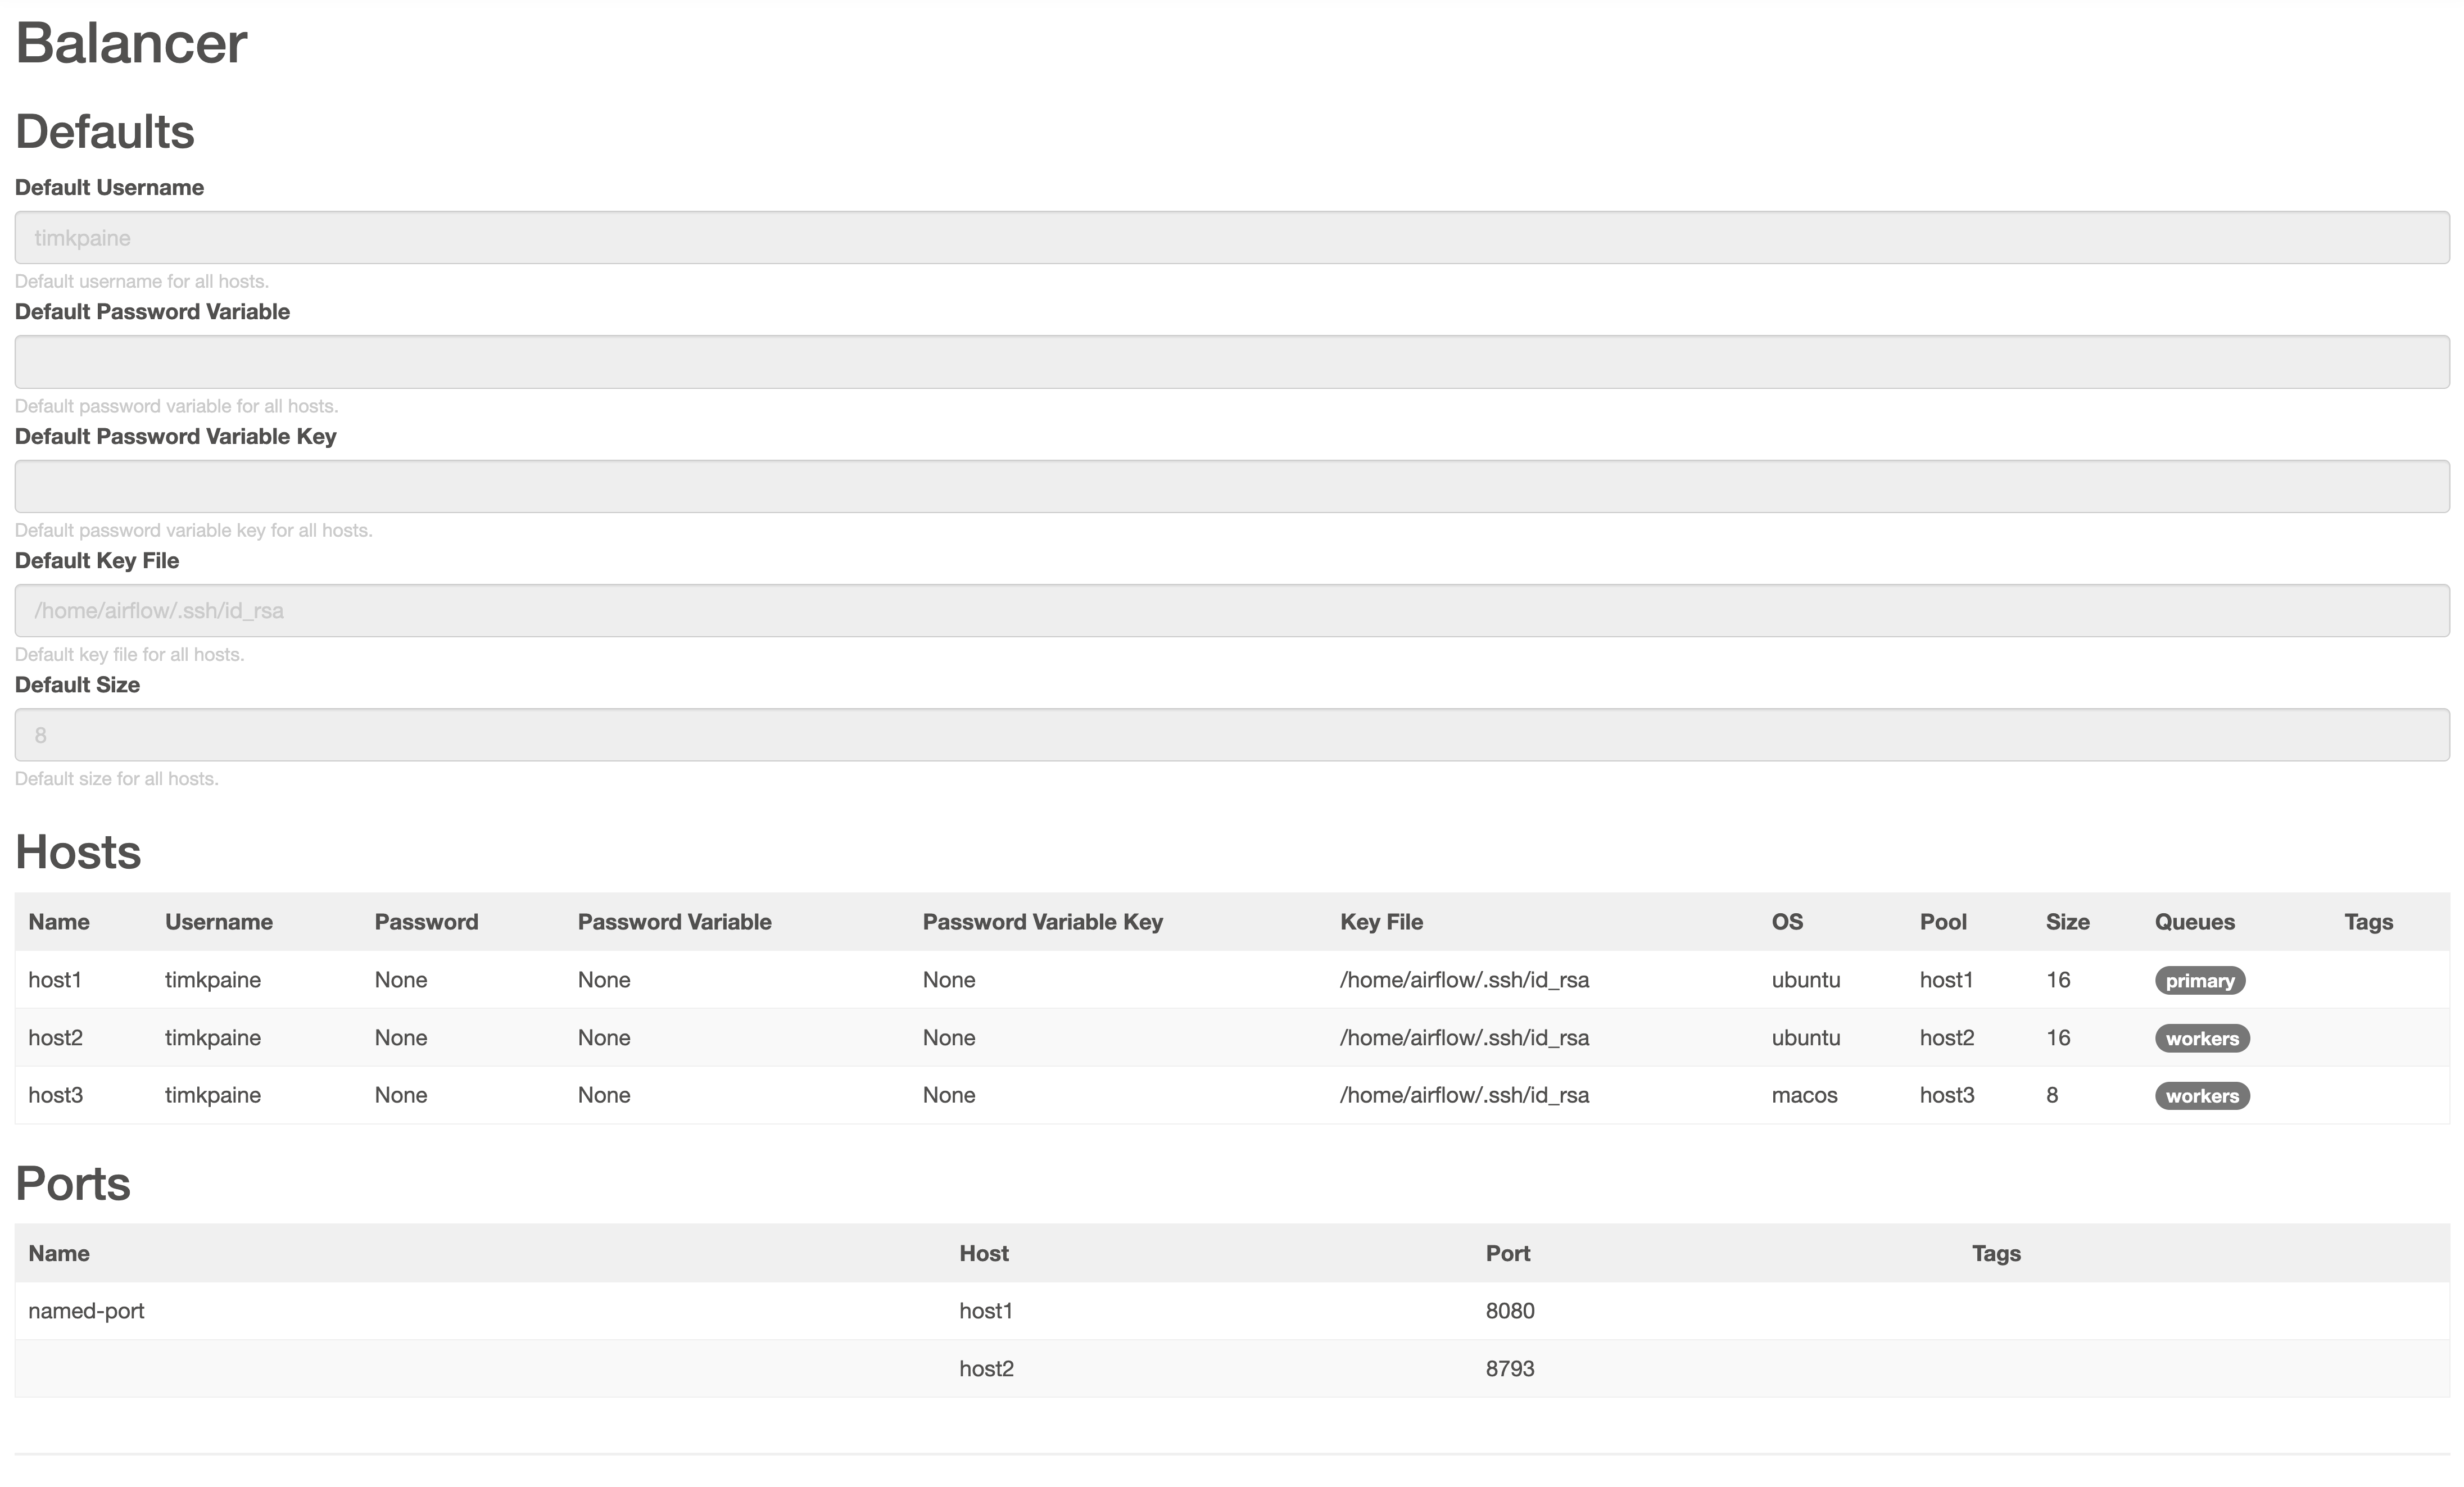 Balancer
Defaults
Default Username
timkpaine
Default username for all hosts.
Default Password Variable
Default password variable for all hosts.
Default Password Variable Key
Default password variable key for all hosts.
Default Key File
/home/airflow/.ssh/id_rsa
Default key file for all hosts.
Default Size
8
Default size for all hosts.
Hosts
Name Username Password Password Variable Password Variable Key Key File OS Pool Size Queues Tags
host1 timkpaine None None None /home/airflow/.ssh/id_rsa ubuntu host1 16 primary
host2 timkpaine None None None /home/airflow/.ssh/id_rsa ubuntu host2 16 workers
host3 timkpaine None None None /home/airflow/.ssh/id_rsa macos host3 8 workers
Ports
Name Host Port Tags
named-port host1 8080
host2 8793